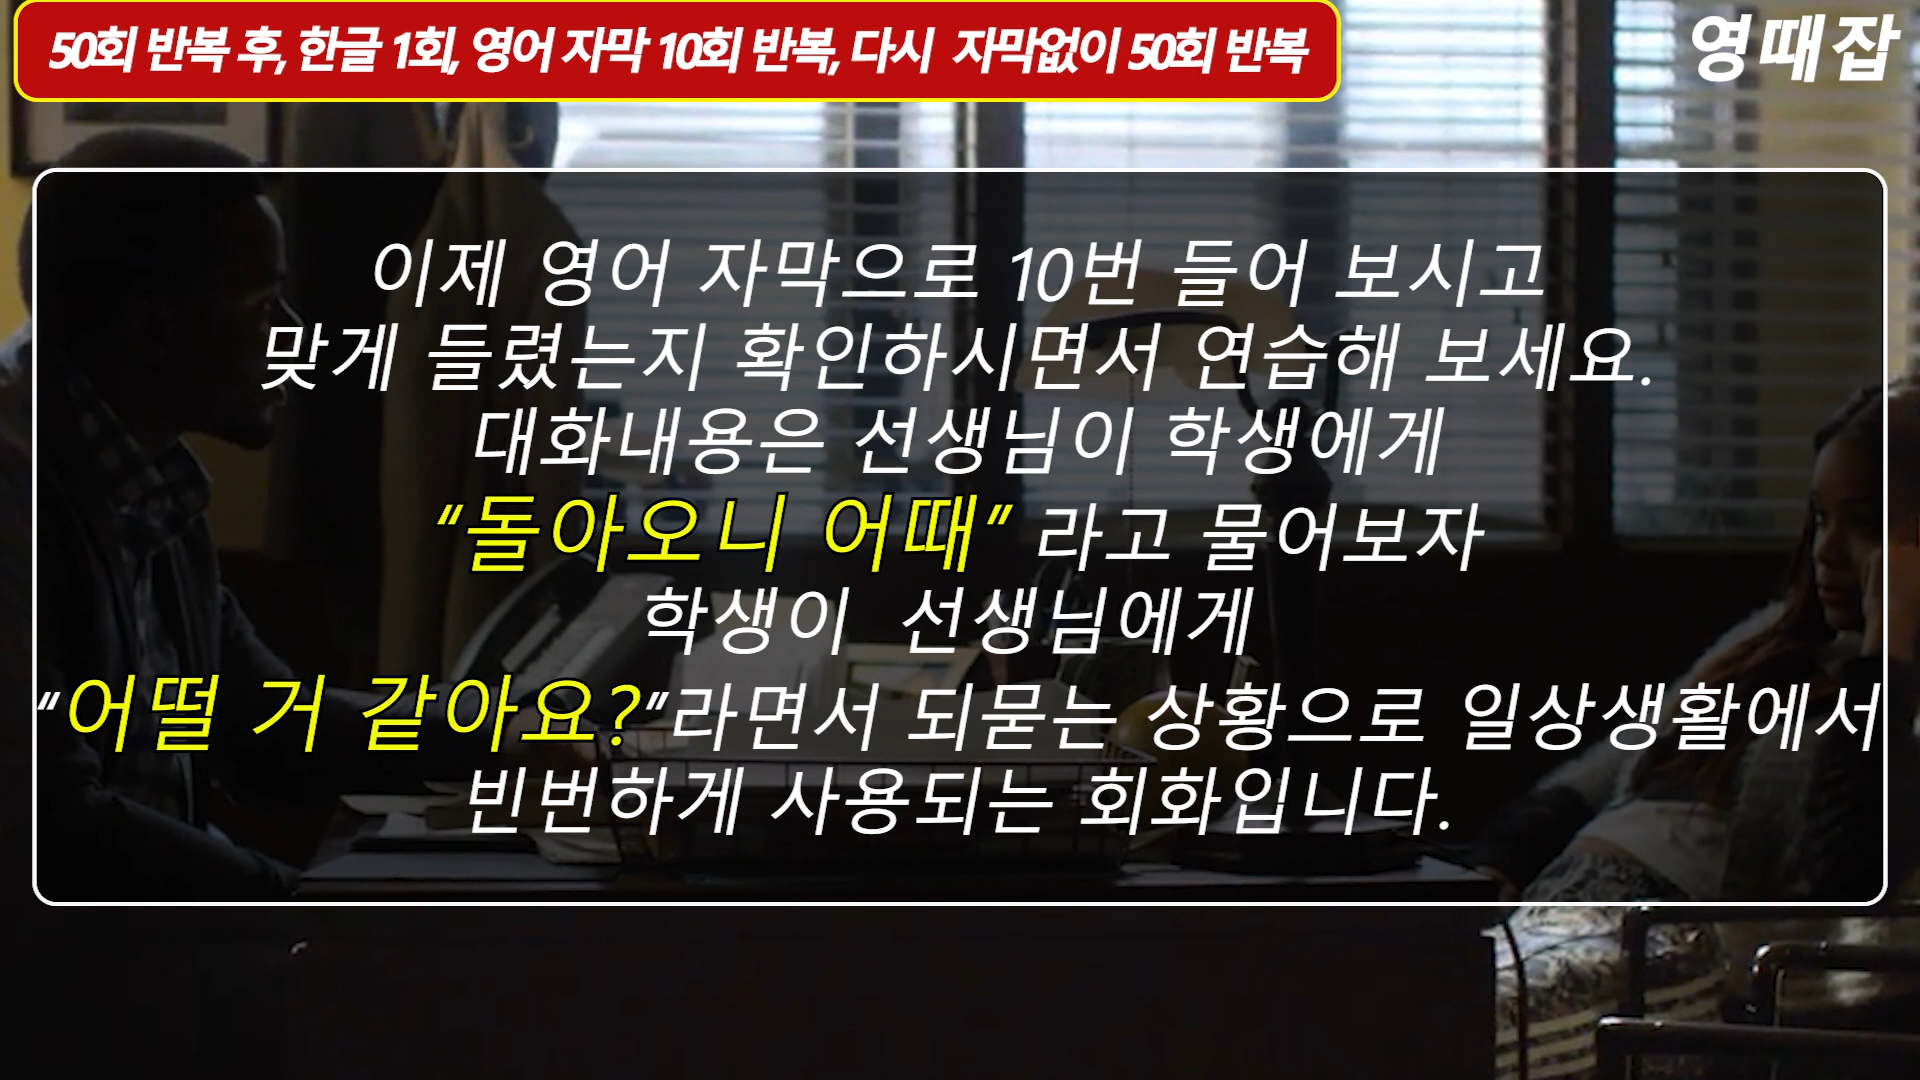 50회 반복 후, 한글 1회, 영어 자막 10회 반복, 다시 자막없이 50회 반복
영때잡
이제 영어 자막으로 10번 들어 보시고
맞게 들렸는지 확인하시면서 연습해 보세요.
대화내용은 선생님이 학생에게
“돌아오니 어때” 라고 물어보자
학생이 선생님에게
“어떨 거 같아요?”라면서 되묻는 상황으로 일상생활에서
빈번하게 사용되는 회화입니다.